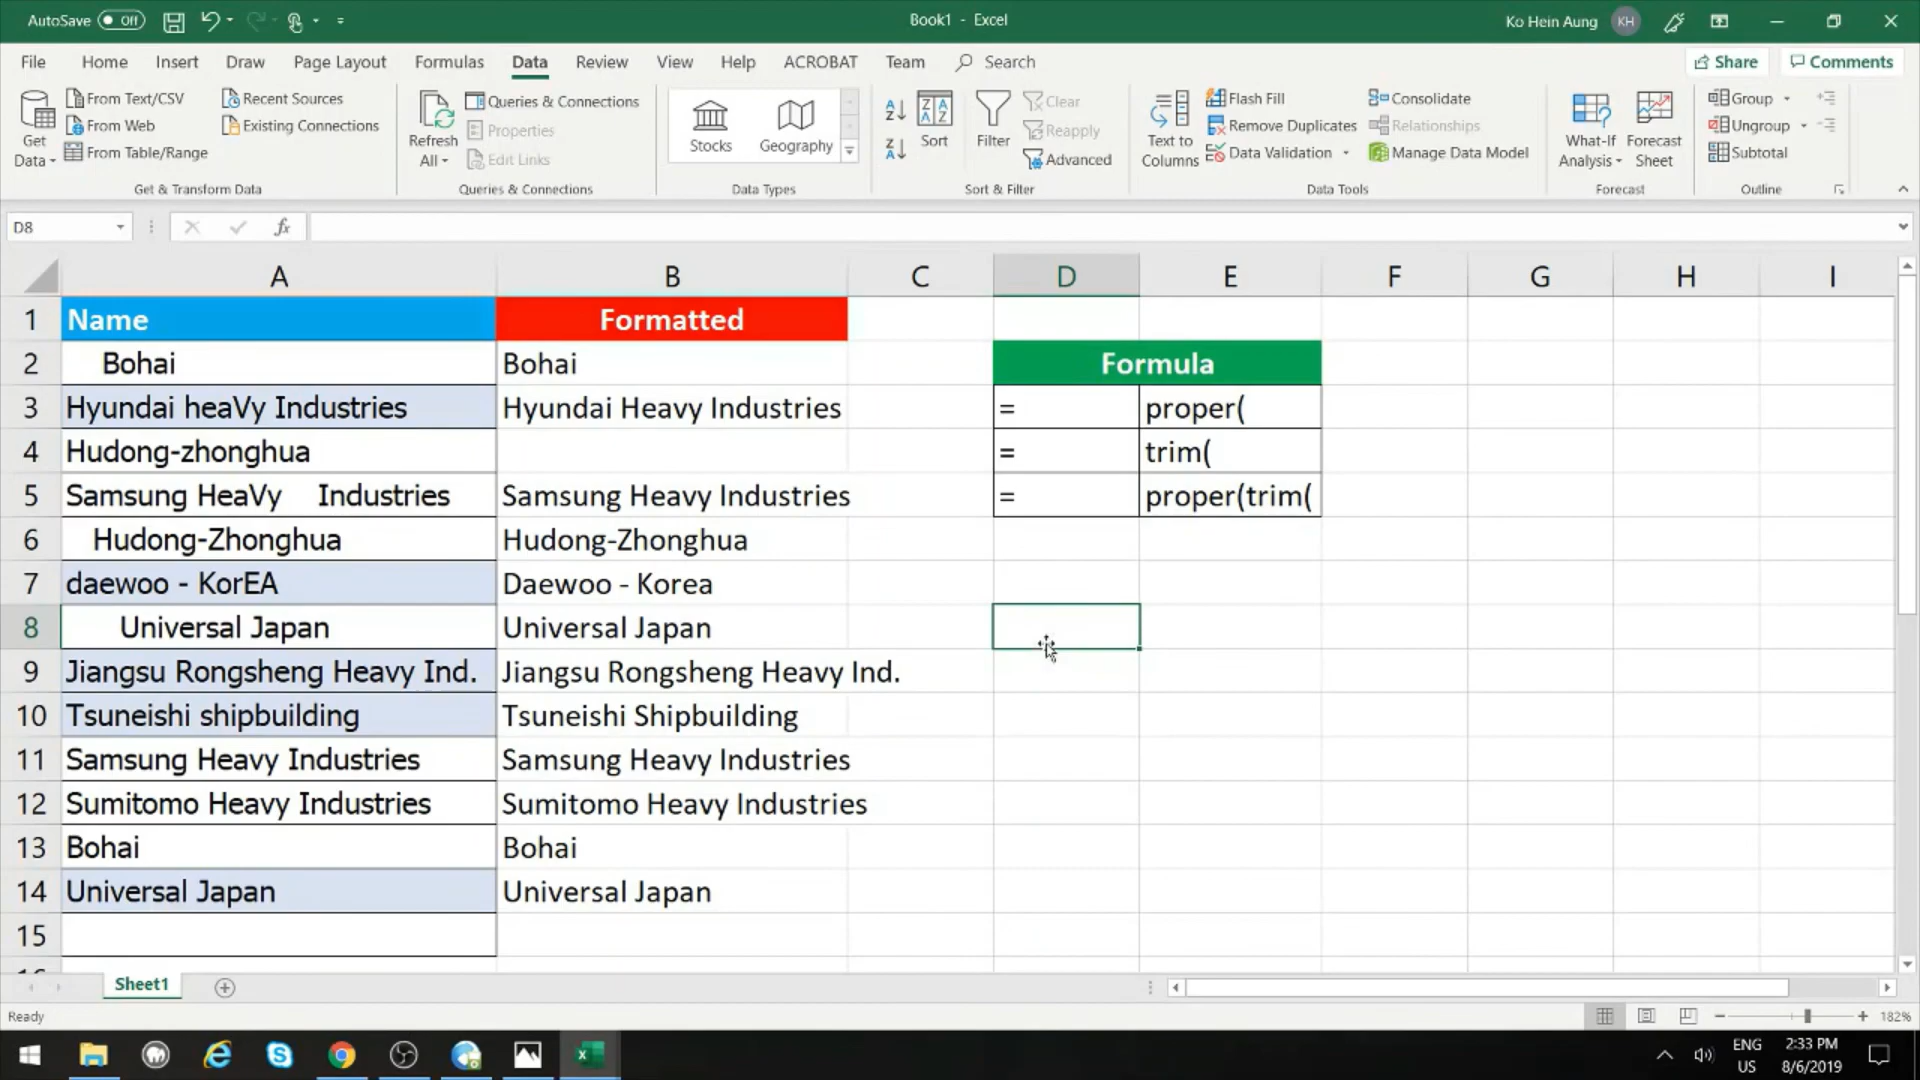 AutoSave Off
Book1 - Excel
Ko Hein Aung KH
File Home Insert Draw Page Layout Formulas Data Review View Help ACROBAT Team Search Share Comments
Get Data
From Text/CSV
From Web
From Table/Range
Recent Sources
Existing Connections
Get & Transform Data
Refresh All
Queries & Connections
Properties
Edit Links
Queries & Connections
Stocks
Geography
Data Types
Sort
Filter
Clear
Reapply
Advanced
Sort & Filter
Text to Columns
Flash Fill
Remove Duplicates
Data Validation
Consolidate
Relationships
Manage Data Model
Data Tools
What-If Analysis
Forecast Sheet
Forecast
Group
Ungroup
Subtotal
Outline
D8 fx
A B C D E F G H I
1 Name Formatted
2 Bohai Bohai Formula
3 Hyundai heaVy Industries Hyundai Heavy Industries = proper(
4 Hudong-zhonghua = trim(
5 Samsung HeaVy Industries Samsung Heavy Industries = proper(trim(
6 Hudong-Zhonghua Hudong-Zhonghua
7 daewoo - KorEA Daewoo - Korea
8 Universal Japan Universal Japan
9 Jiangsu Rongsheng Heavy Ind. Jiangsu Rongsheng Heavy Ind.
10 Tsuneishi shipbuilding Tsuneishi Shipbuilding
11 Samsung Heavy Industries Samsung Heavy Industries
12 Sumitomo Heavy Industries Sumitomo Heavy Industries
13 Bohai Bohai
14 Universal Japan Universal Japan
15
Sheet1
Ready 182%
ENG 2:33 PM
US 8/6/2019